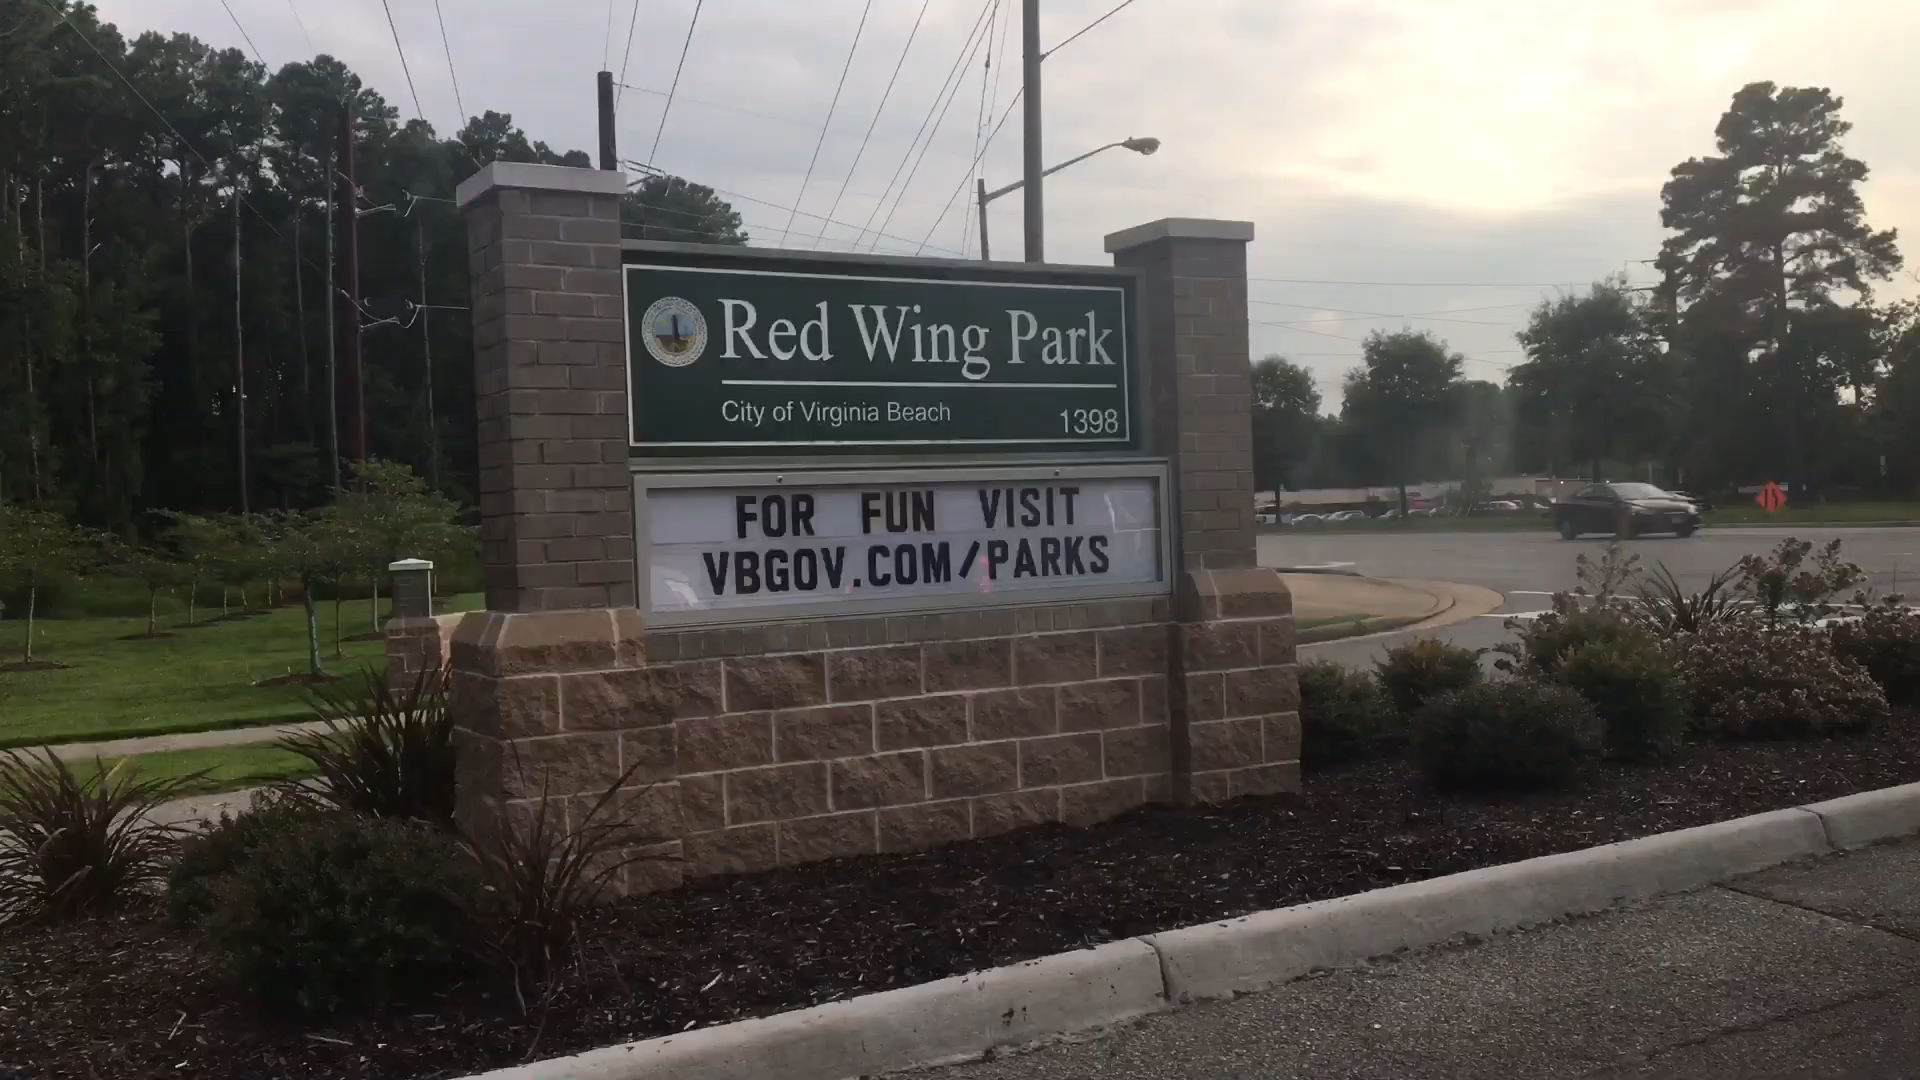 Red Wing Park
City of Virginia Beach
1398
FOR FUN VISIT
VBGOV.COM/PARKS